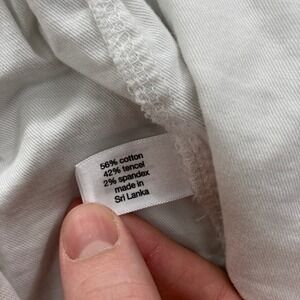 56% cotton
42% tencel
2% spandex
made in
Sri Lanka